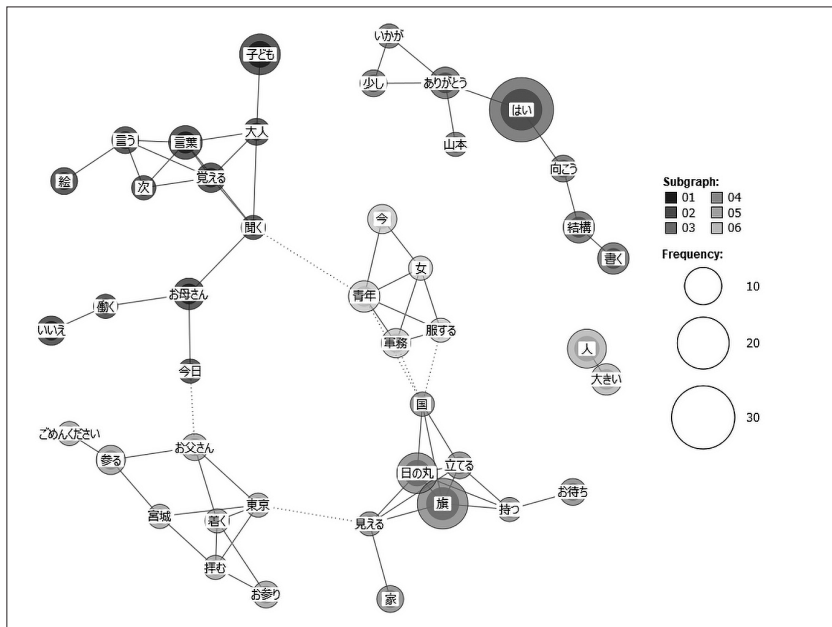 いかが
子ども
少し
ありがとう
はい
言う
言葉
大人
山本
向こう
絵
次
覚える
聞く
結構
書く
今
女
青年
軍務
服する
お母さん
働く
いいえ
今日
人
大きい
国
ごめんください
参る
お父さん
日の丸
立てる
旗
持つ
お待ち
宮城
着く
東京
見える
拝む
お参り
家
Subgraph:
01 04
02 05
03 06
Frequency:
10
20
30